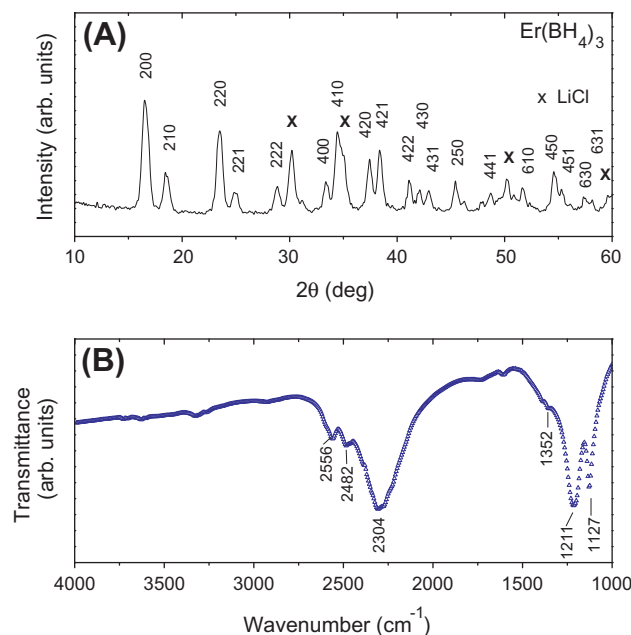 (A)
Er(BH4)3
x LiCl
200
210
220
221
222
x
400
410
x
420
421
422
430
431
250
441
x
610
450
451
630
631
x
Intensity (arb. units)
10 20 30 40 50 60
2θ (deg)
(B)
2556
2482
2304
1352
1211
1127
Transmittance
(arb. units)
4000 3500 3000 2500 2000 1500 1000
Wavenumber (cm-1)